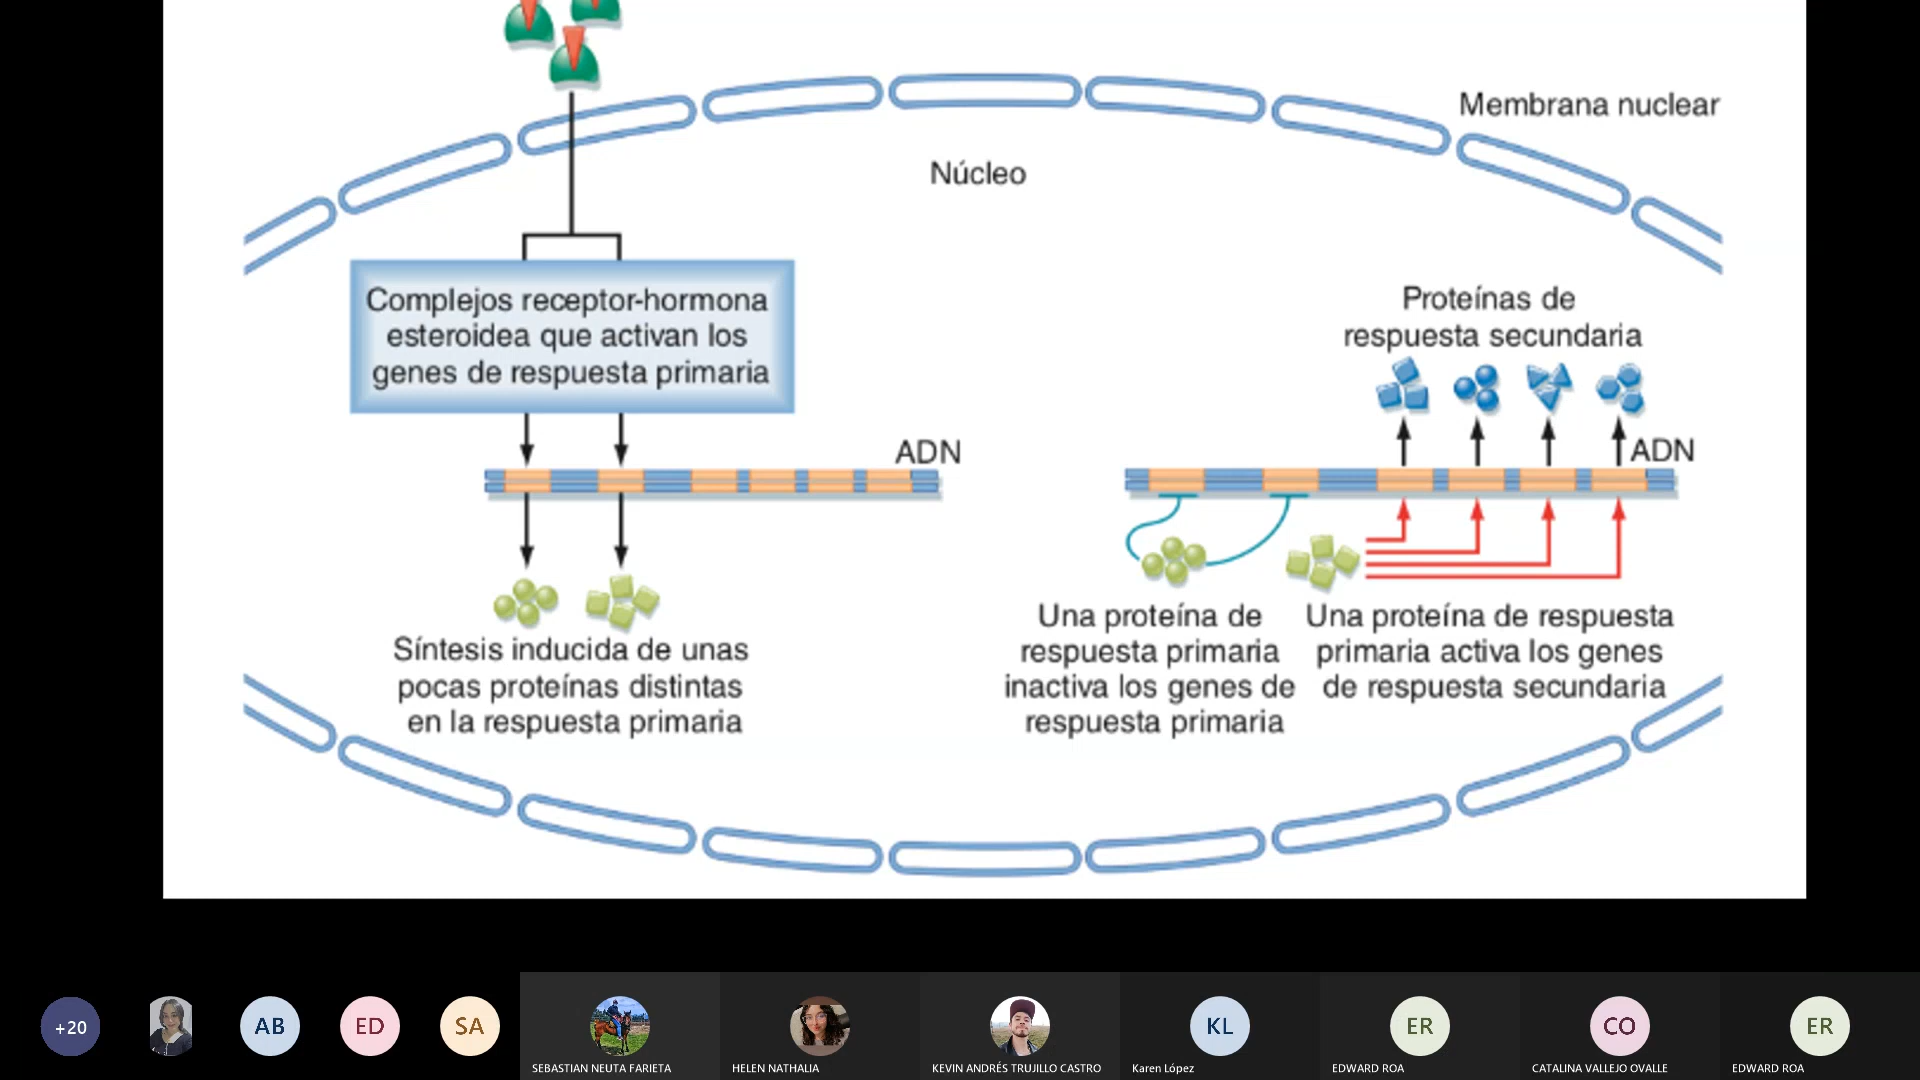 Membrana nuclear
Núcleo
Complejos receptor-hormona
esteroidea que activan los
genes de respuesta primaria
ADN
Síntesis inducida de unas
pocas proteínas distintas
en la respuesta primaria
Proteínas de
respuesta secundaria
ADN
Una proteína de
respuesta primaria
inactiva los genes de
respuesta primaria
Una proteína de respuesta
primaria activa los genes
de respuesta secundaria
+20
AB
ED
SA
SEBASTIAN NEUTA FARIETA
HELEN NATHALIA
KEVIN ANDRÉS TRUJILLO CASTRO
KL
Karen López
ER
EDWARD ROA
CO
CATALINA VALLEJO OVALLE
ER
EDWARD ROA